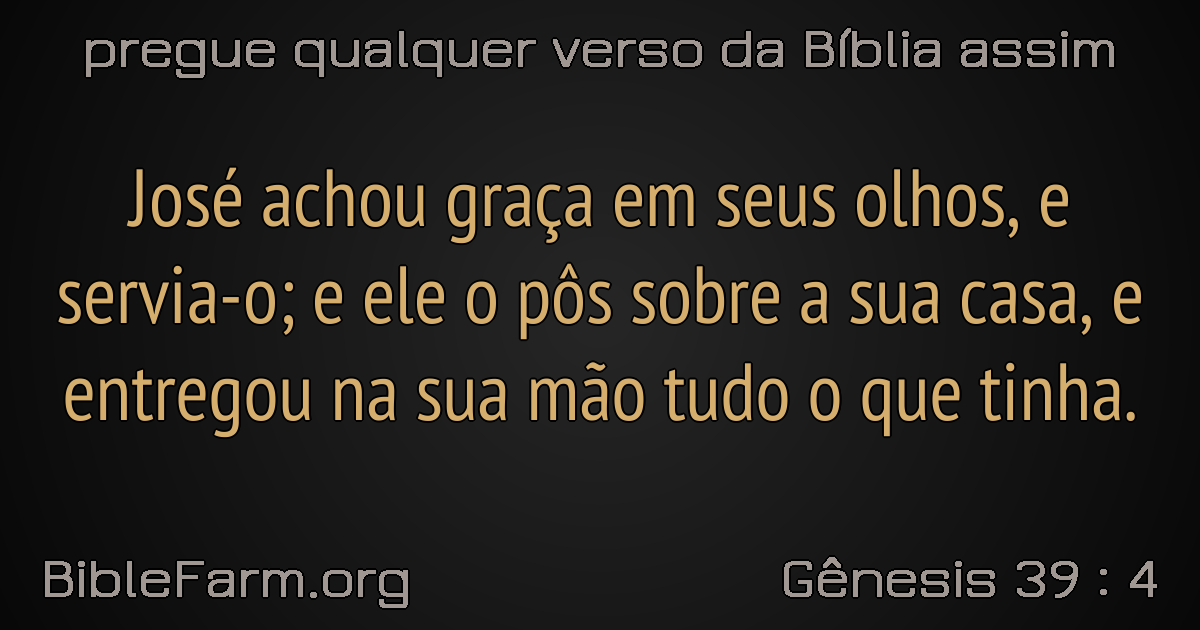 pregue qualquer verso da Bíblia assim
José achou graça em seus olhos, e
servia-o; e ele o pôs sobre a sua casa, e
entregou na sua mão tudo o que tinha.
BibleFarm.org
Gênesis 39 : 4